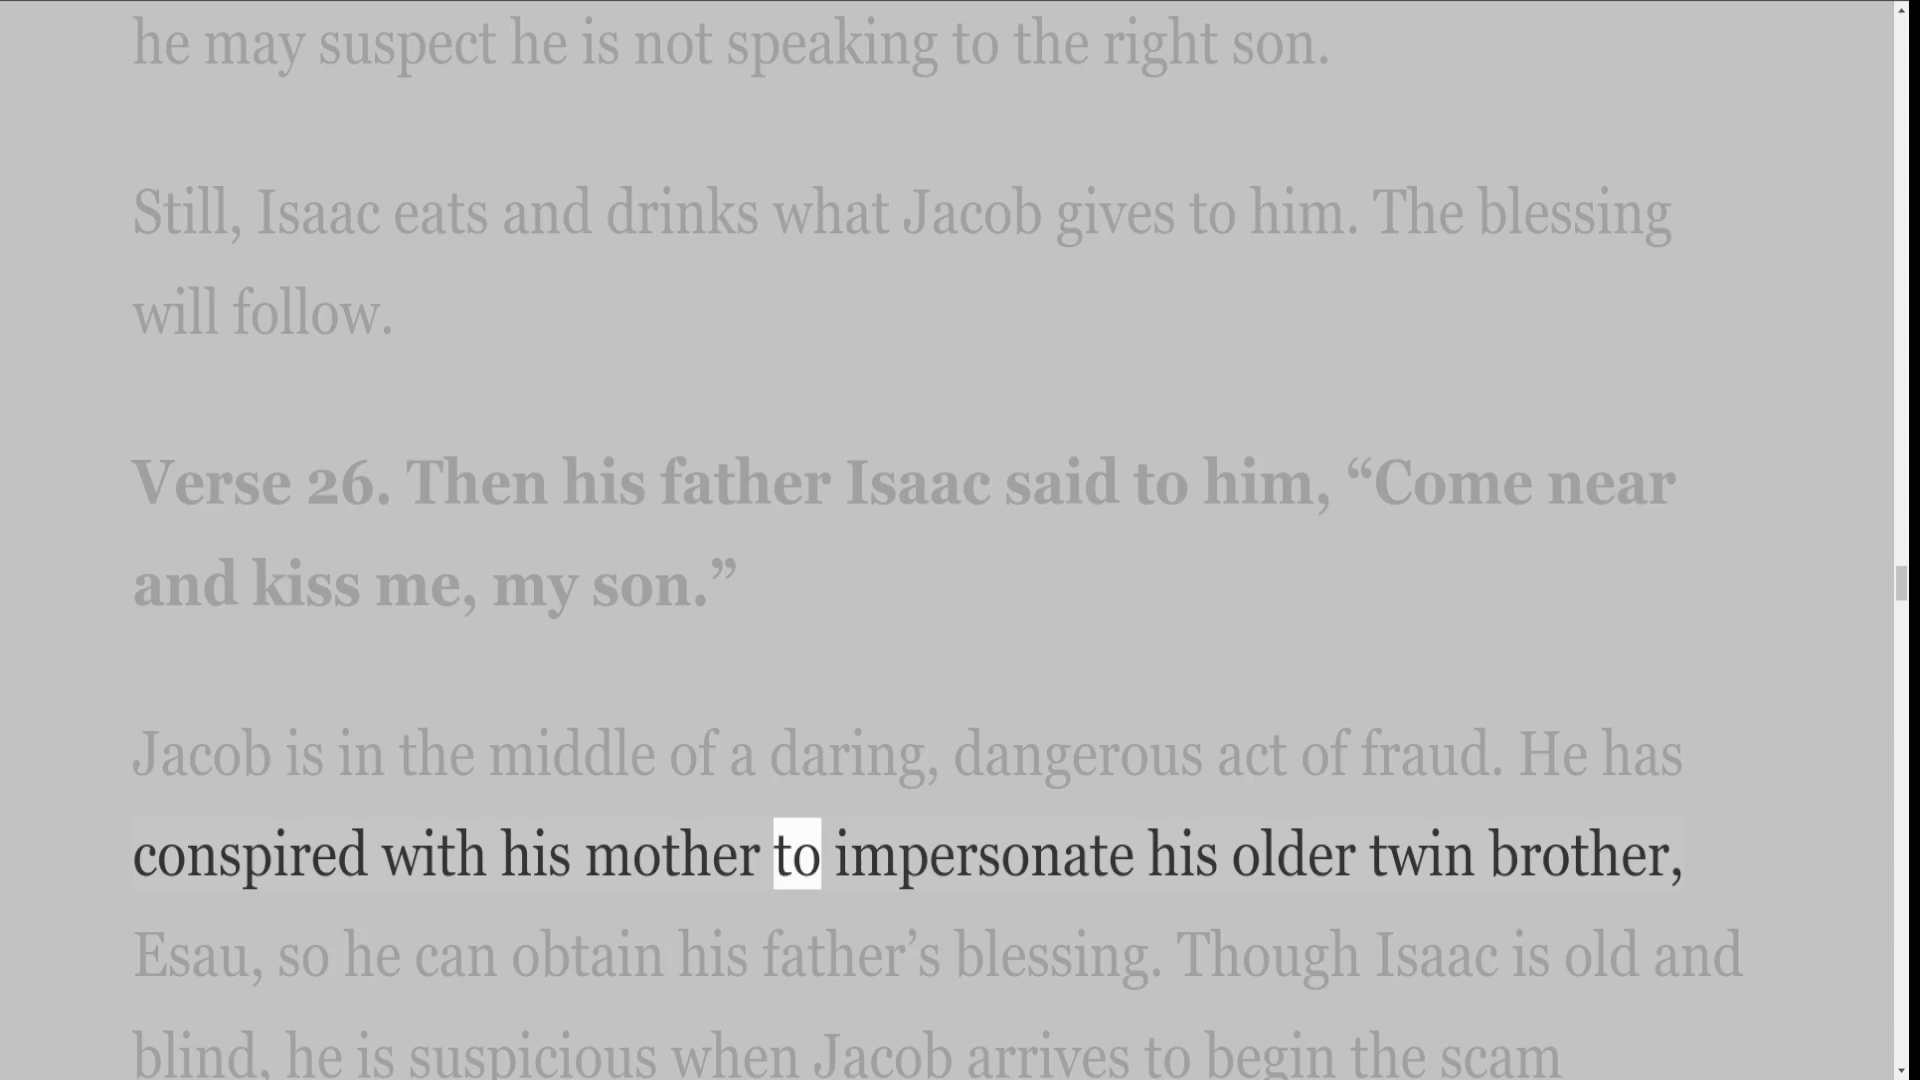 he may suspect he is not speaking to the right son.
Still, Isaac eats and drinks what Jacob gives to him. The blessing
will follow.
Verse 26. Then his father Isaac said to him, “Come near
and kiss me, my son.”
Jacob is in the middle of a daring, dangerous act of fraud. He has
conspired with his mother to impersonate his older twin brother,
Esau, so he can obtain his father’s blessing. Though Isaac is old and
blind, he is suspicious when Jacob arrives to begin the scam